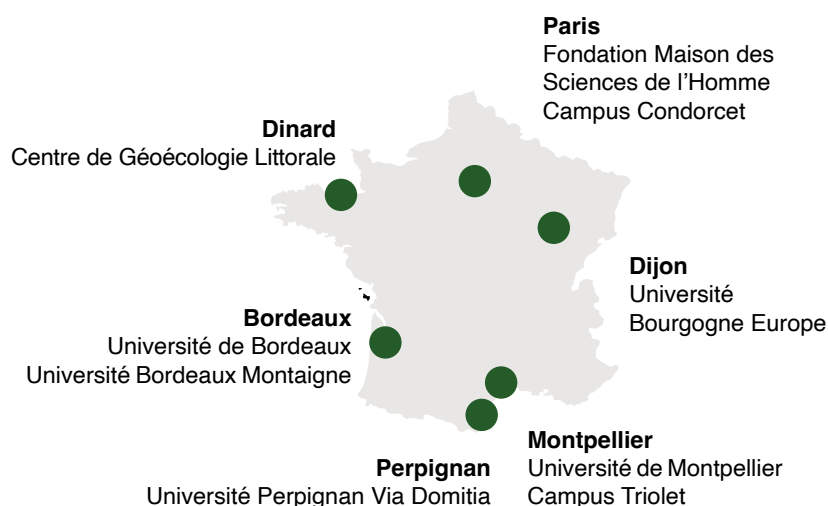 Paris
Fondation Maison des
Sciences de l’Homme
Campus Condorcet
Dinard
Centre de Géoécologie Littorale
Dijon
Université
Bourgogne Europe
Bordeaux
Université de Bordeaux
Université Bordeaux Montaigne
Montpellier
Université de Montpellier
Campus Triolet
Perpignan
Université Perpignan Via Domitia